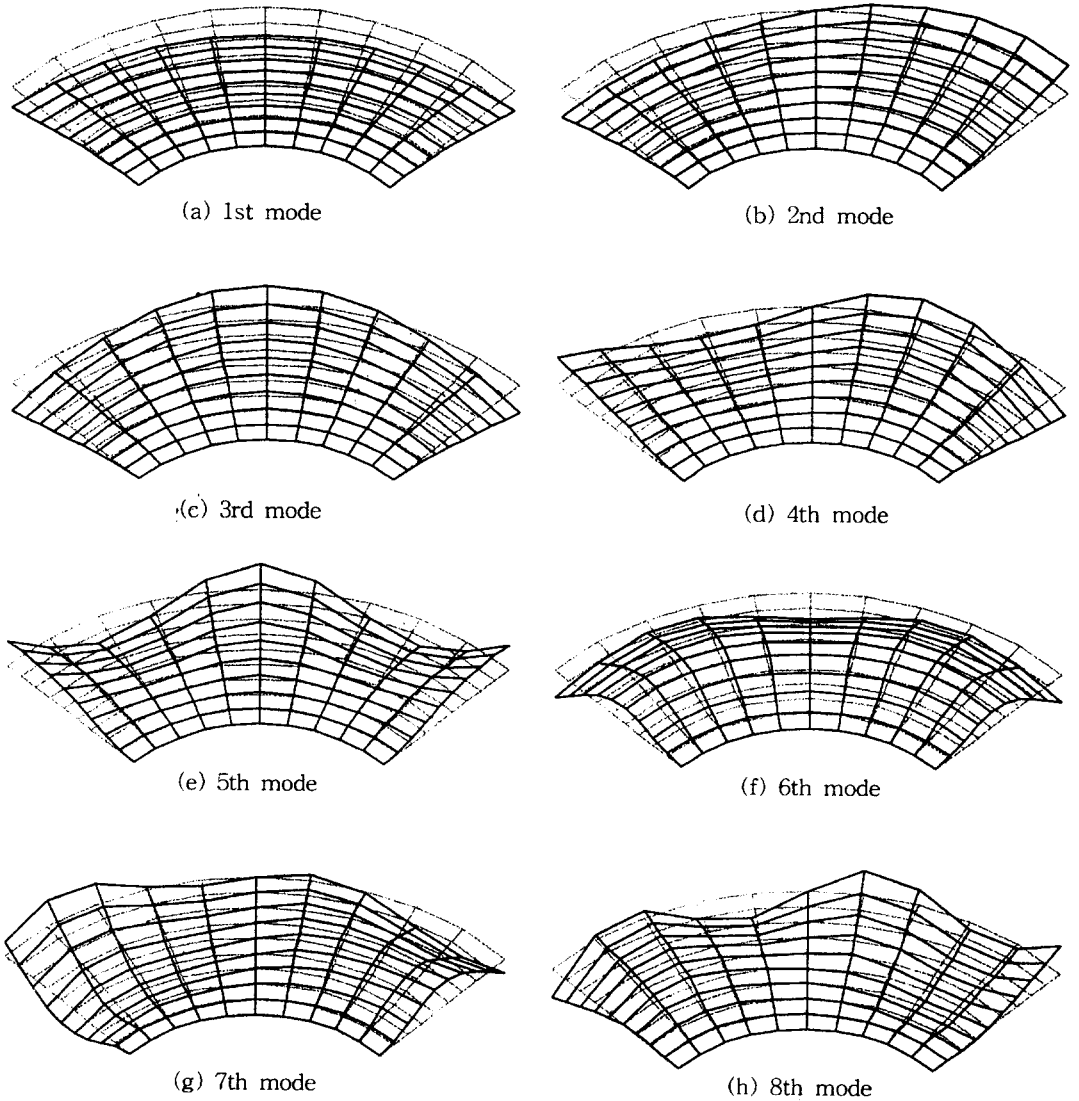 (a) 1st mode
(b) 2nd mode
(c) 3rd mode
(d) 4th mode
(e) 5th mode
(f) 6th mode
(g) 7th mode
(h) 8th mode